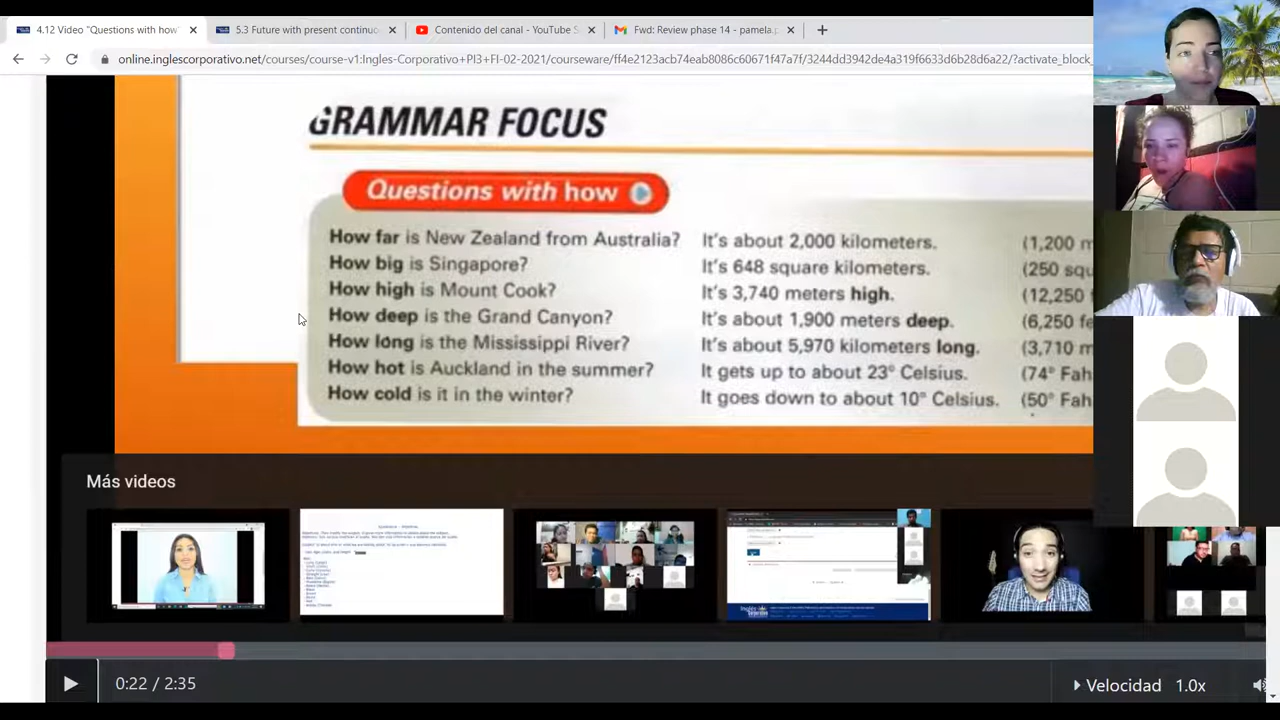 4.12 Video "Questions with how"
5.3 Future with present continuo
Contenido del canal - YouTube S
Fwd: Review phase 14 - pamela.p
online.inglescorporativo.net/courses/course-v1:Ingles-Corporativo+PI3+FI-02-2021/courseware/ff4e2123acb74eab8086c60671f47a7f/3244dd3942de4a319f6633d6b28d6a22/?activate_block_
GRAMMAR FOCUS
Questions with how
How far is New Zealand from Australia? It's about 2,000 kilometers. (1,200 m
How big is Singapore? It's 648 square kilometers. (250 squ
How high is Mount Cook? It's 3,740 meters high. (12,250
How deep is the Grand Canyon? It's about 1,900 meters deep. (6,250 fe
How long is the Mississippi River? It's about 5,970 kilometers long. (3,710 m
How hot is Auckland in the summer? It gets up to about 23° Celsius. (74° Fah
How cold is it in the winter? It goes down to about 10° Celsius. (50° Fah
Más videos
0:22 / 2:35
Velocidad 1.0x